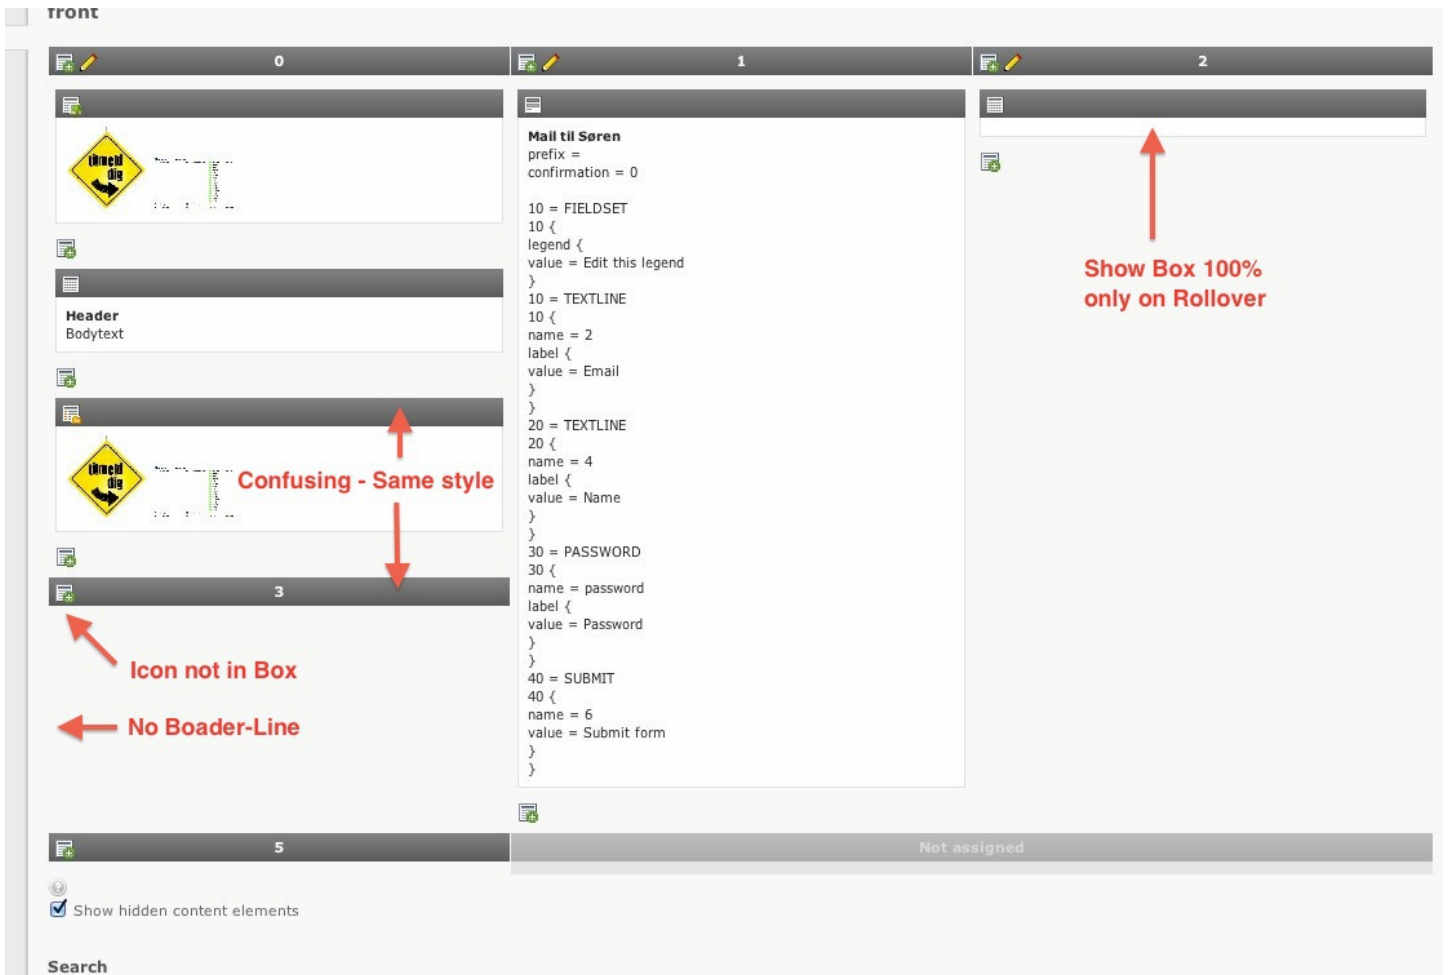 front
0
1
2
tilmeld
dig
Header
Bodytext
tilmeld
dig
Confusing - Same style
3
Icon not in Box
No Boader-Line
5
Mail til Søren
prefix =
confirmation = 0
10 = FIELDSET
10 {
legend {
value = Edit this legend
}
10 = TEXTLINE
10 {
name = 2
label {
value = Email
}
}
20 = TEXTLINE
20 {
name = 4
label {
value = Name
}
}
30 = PASSWORD
30 {
name = password
label {
value = Password
}
}
40 = SUBMIT
40 {
name = 6
value = Submit form
}
}
Show Box 100%
only on Rollover
Not assigned
Show hidden content elements
Search